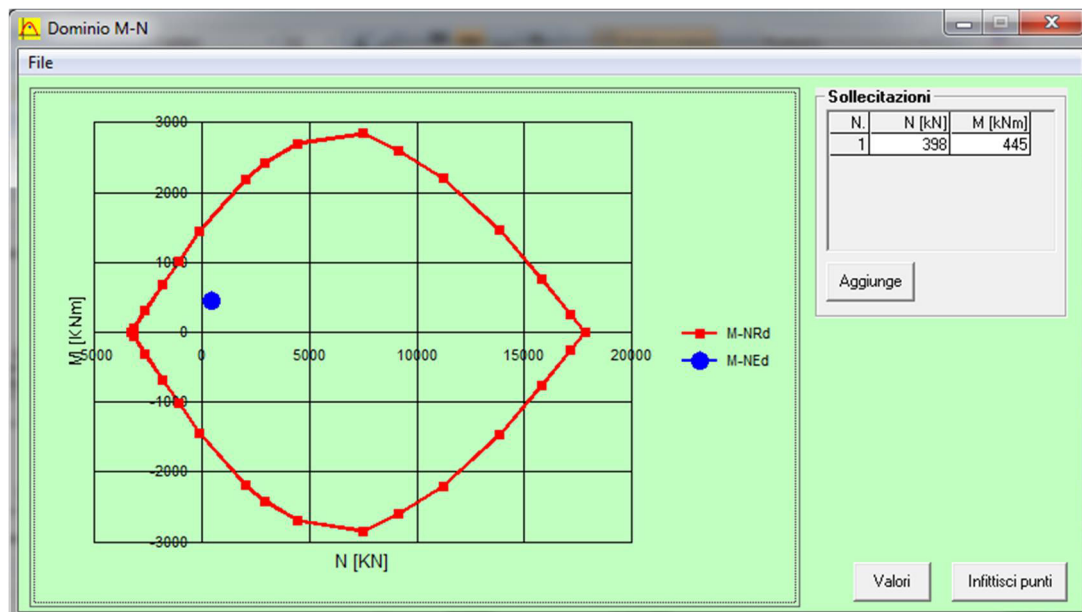 Dominio M-N
File
3000
2000
1000
0
-1000
-2000
-3000
M [KNm]
-5000
0
5000
10000
15000
20000
N [KN]
M-NRd
M-NEd
Sollecitazioni
N. N [kN] M [kNm]
1 398 445
Aggiunge
Valori
Infittisci punti